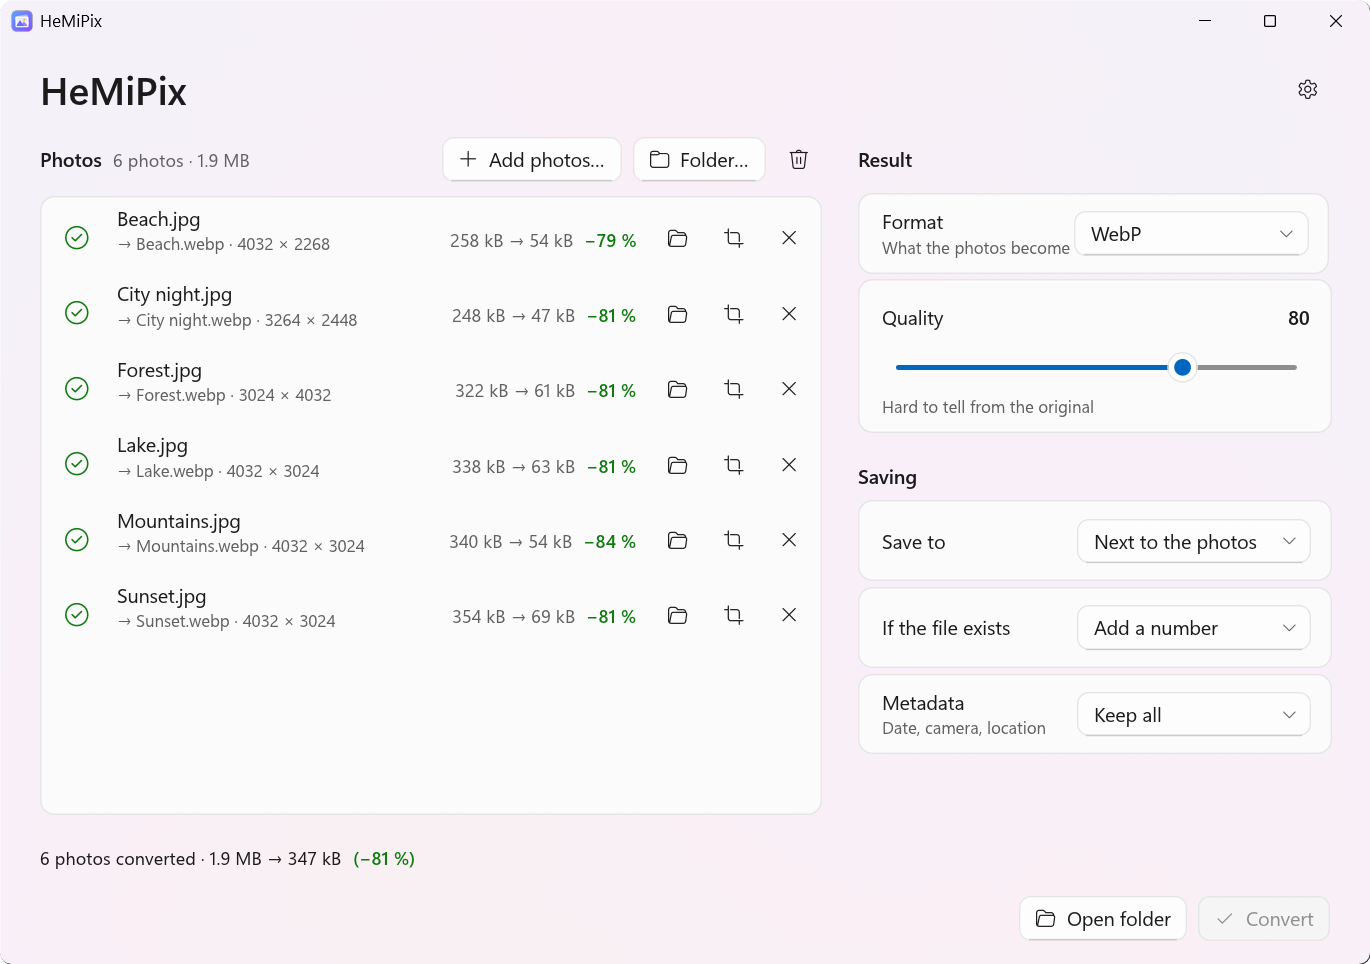 HeMiPix
HeMiPix
Photos 6 photos · 1.9 MB
Add photos...
Folder...
Beach.jpg
→ Beach.webp · 4032 × 2268
258 kB → 54 kB −79 %
City night.jpg
→ City night.webp · 3264 × 2448
248 kB → 47 kB −81 %
Forest.jpg
→ Forest.webp · 3024 × 4032
322 kB → 61 kB −81 %
Lake.jpg
→ Lake.webp · 4032 × 3024
338 kB → 63 kB −81 %
Mountains.jpg
→ Mountains.webp · 4032 × 3024
340 kB → 54 kB −84 %
Sunset.jpg
→ Sunset.webp · 4032 × 3024
354 kB → 69 kB −81 %
6 photos converted · 1.9 MB → 347 kB (−81 %)
Result
Format
What the photos become
WebP
Quality
80
Hard to tell from the original
Saving
Save to
Next to the photos
If the file exists
Add a number
Metadata
Date, camera, location
Keep all
Open folder
Convert